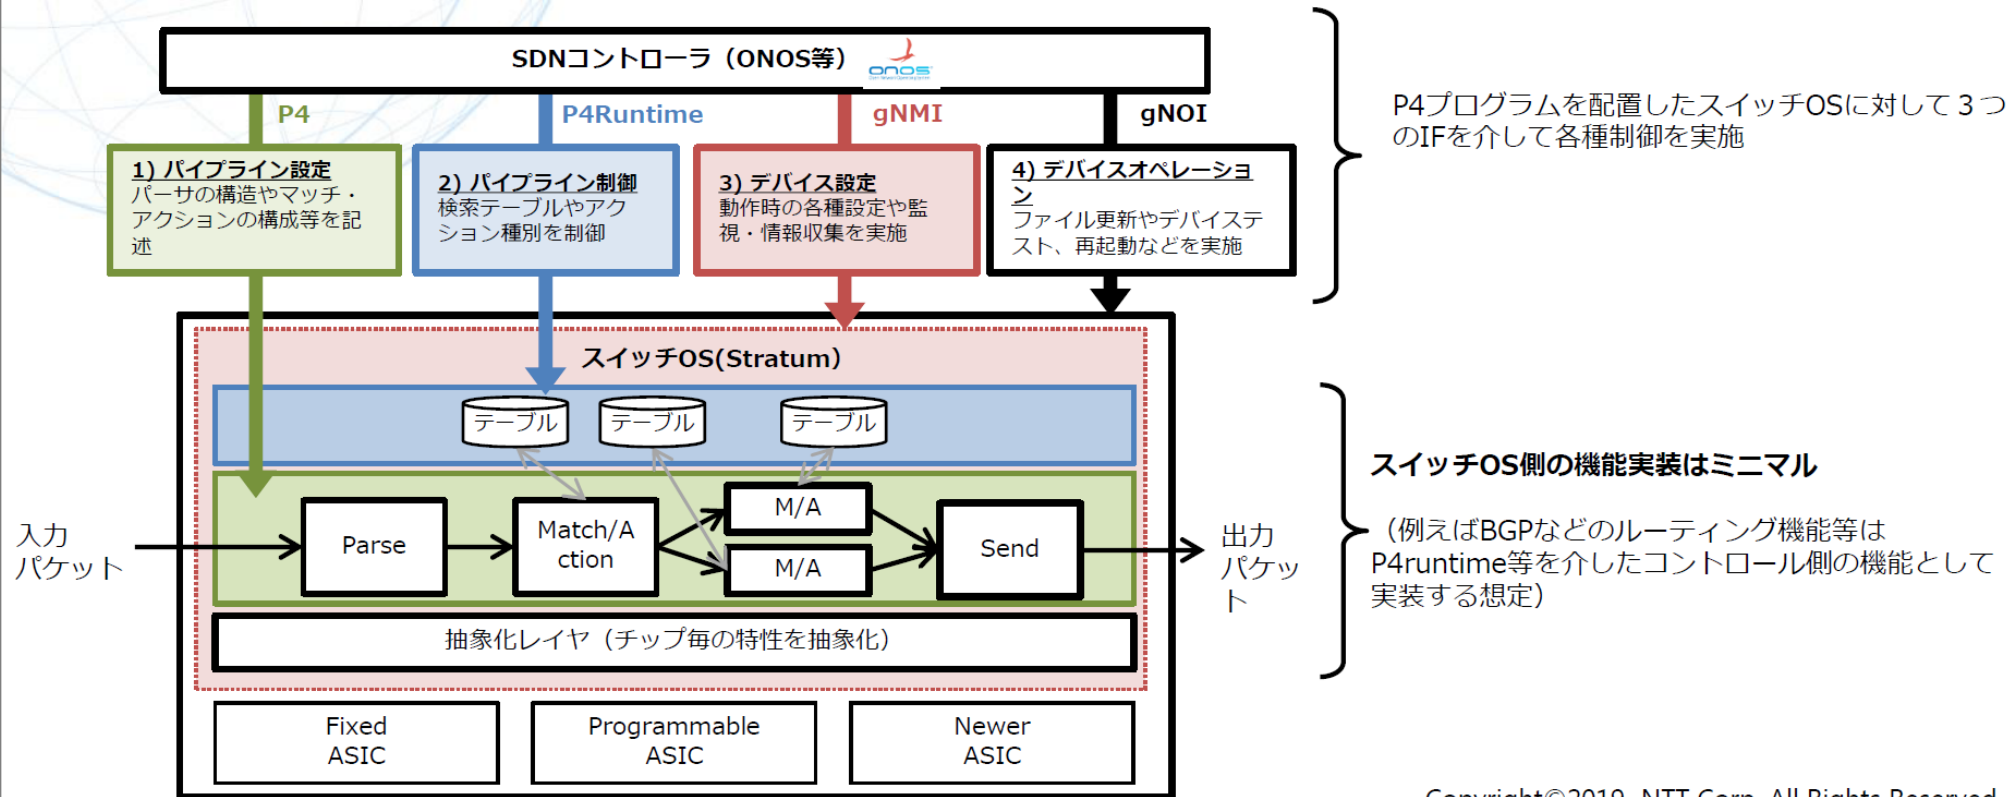 SDNコントローラ（ONOS等）
onos
P4
P4Runtime
gNMI
gNOI
1) パイプライン設定
パーサの構造やマッチ・
アクションの構成等を記
述
2) パイプライン制御
検索テーブルやアク
ション種別を制御
3) デバイス設定
動作時の各種設定や監
視・情報収集を実施
4) デバイスオペレーショ
ン
ファイル更新やデバイステ
スト、再起動などを実施
P4プログラムを配置したスイッチOSに対して３つ
のIFを介して各種制御を実施
スイッチOS(Stratum）
テーブル
テーブル
テーブル
入力
パケット
Parse
Match/A
ction
M/A
M/A
Send
出力
パケッ
ト
抽象化レイヤ（チップ毎の特性を抽象化）
Fixed
ASIC
Programmable
ASIC
Newer
ASIC
スイッチOS側の機能実装はミニマル
（例えばBGPなどのルーティング機能等は
P4runtime等を介したコントロール側の機能として
実装する想定）
Copyright©2019 NTT Corp. All Rights Reserved